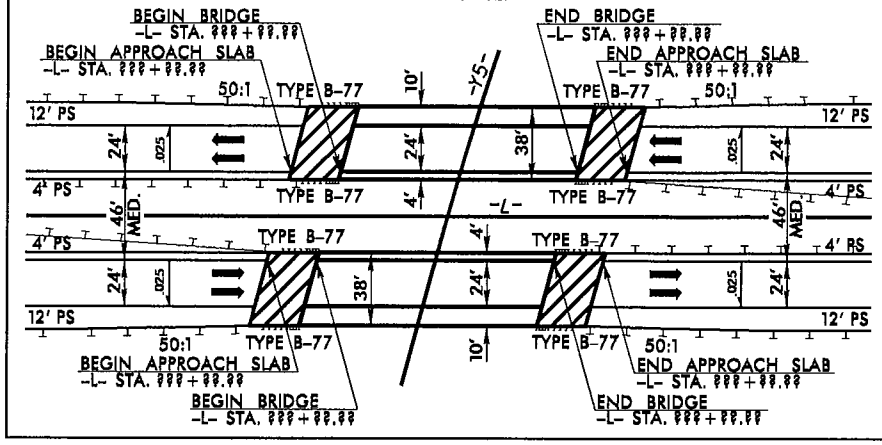 BEGIN BRIDGE
-L- STA. ??? + ??.??
BEGIN APPROACH SLAB
-L- STA. ??? + ??.??
END BRIDGE
-L- STA. ??? + ??.??
END APPROACH SLAB
-L- STA. ??? + ??.??
50:1
TYPE B-77
10'
-Y5-
TYPE B-77
50:1
12' PS
12' PS
24'
.025
24'
38'
.025
24'
4' PS
TYPE B-77
4'
TYPE B-77
4' PS
46' MED.
-L-
46' MED.
4' PS
TYPE B-77
4'
TYPE B-77
4' PS
24'
.025
38'
24'
.025
24'
12' PS
12' PS
50:1
TYPE B-77
10'
TYPE B-77
50:1
BEGIN APPROACH SLAB
-L- STA. ??? + ??.??
BEGIN BRIDGE
-L- STA. ??? + ??.??
END APPROACH SLAB
-L- STA. ??? + ??.??
END BRIDGE
-L- STA. ??? + ??.??